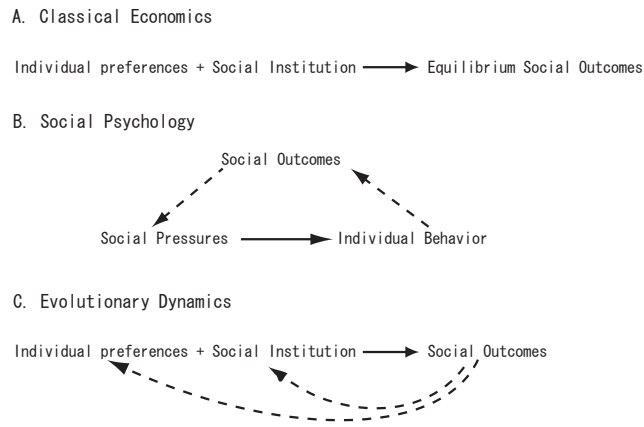 A. Classical Economics
Individual preferences + Social Institution Equilibrium Social Outcomes
B. Social Psychology
Social Outcomes
Social Pressures Individual Behavior
C. Evolutionary Dynamics
Individual preferences + Social Institution Social Outcomes